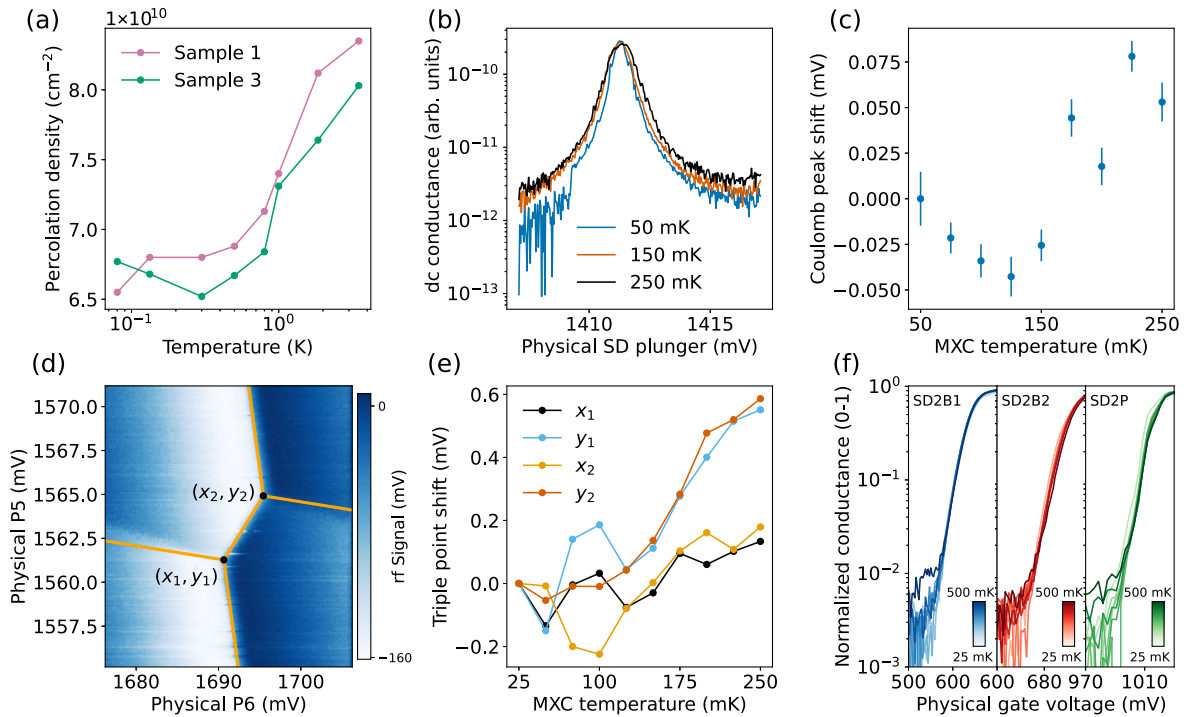 (a)
1×10¹⁰
Percolation density (cm⁻²)
8.0
7.5
7.0
6.5
Sample 1
Sample 3
10⁻¹
10⁰
Temperature (K)
(b)
dc conductance (arb. units)
10⁻¹⁰
10⁻¹¹
10⁻¹²
10⁻¹³
50 mK
150 mK
250 mK
1410
1415
Physical SD plunger (mV)
(c)
Coulomb peak shift (mV)
0.075
0.050
0.025
0.000
−0.025
−0.050
50
150
250
MXC temperature (mK)
(d)
Physical P5 (mV)
1570.0
1567.5
1565.0
1562.5
1560.0
1557.5
(x₂, y₂)
(x₁, y₁)
1680
1690
1700
Physical P6 (mV)
0
−160
rf Signal (mV)
(e)
Triple point shift (mV)
0.6
0.4
0.2
0.0
−0.2
x₁
y₁
x₂
y₂
25
100
175
250
MXC temperature (mK)
(f)
Normalized conductance (0-1)
10⁰
10⁻¹
10⁻²
10⁻³
SD2B1
SD2B2
SD2P
500 mK
25 mK
500 mK
25 mK
500 mK
25 mK
500
600
600
680
970
1010
Physical gate voltage (mV)